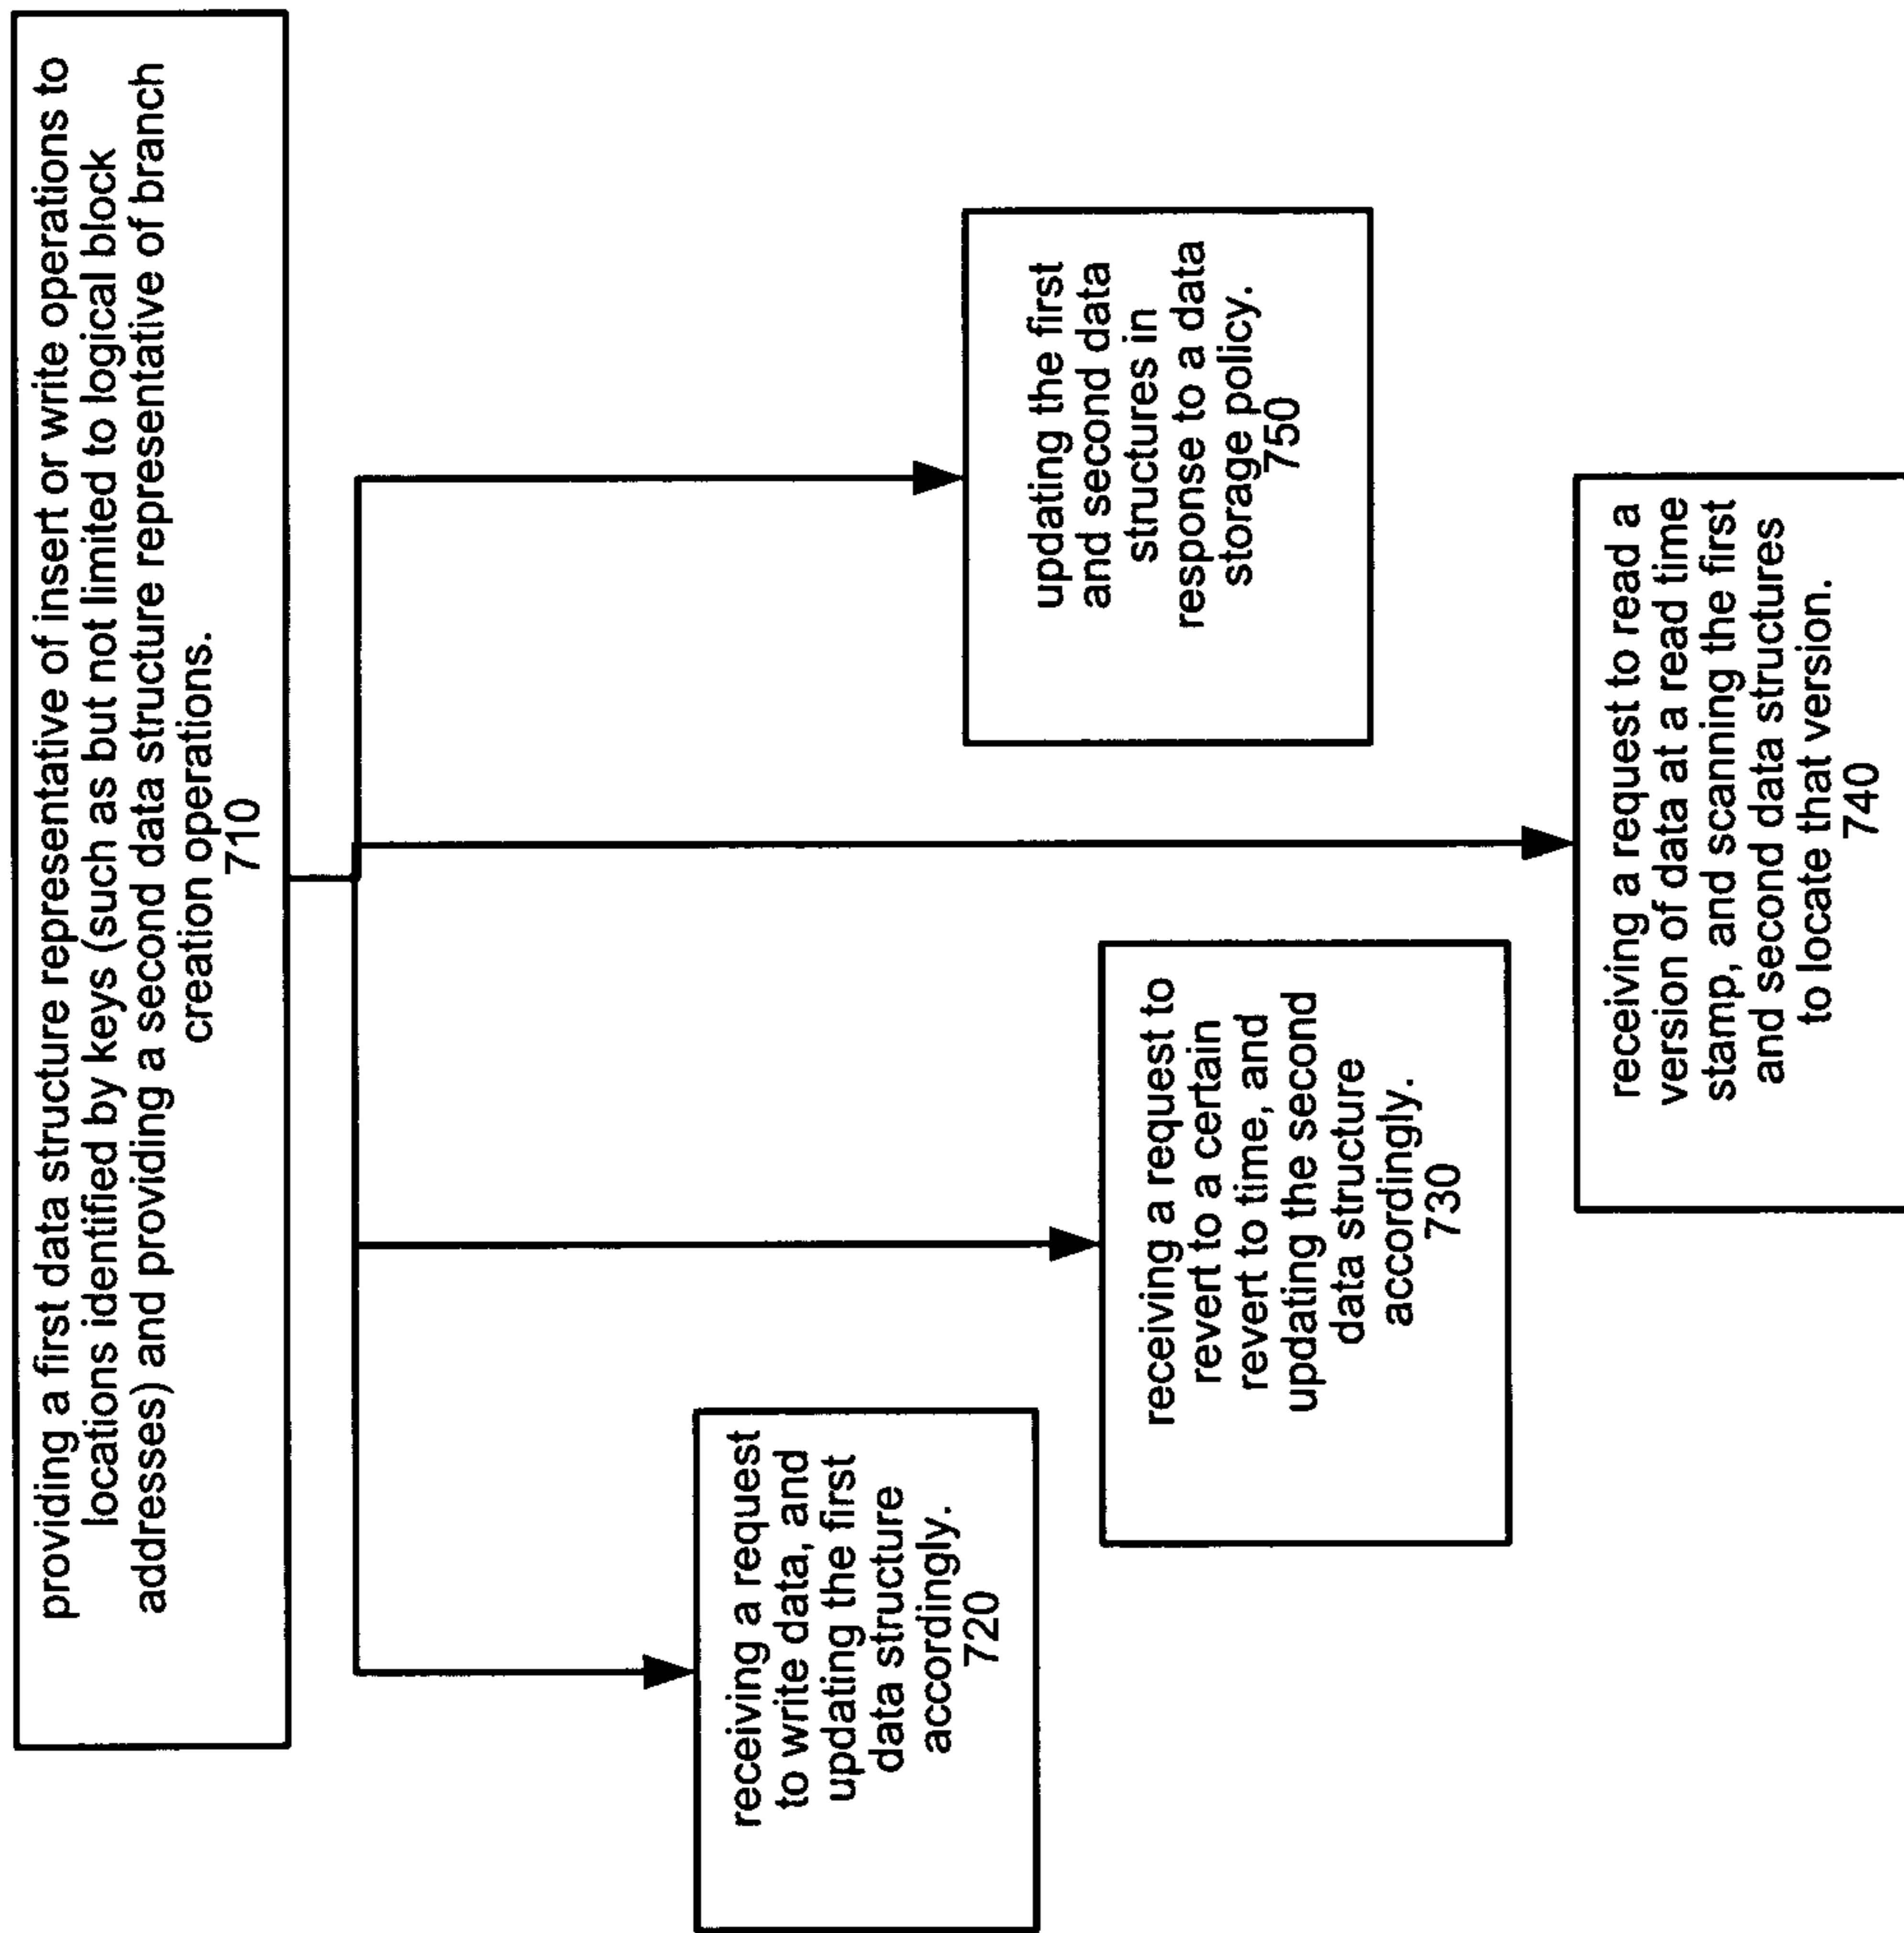 providing a first data structure representative of insert or write operations to
locations identified by keys (such as but not limited to logical block
addresses) and providing a second data structure representative of branch
creation operations.
710
receiving a request
to write data, and
updating the first
data structure
accordingly.
720
receiving a request to
revert to a certain
revert to time, and
updating the second
data structure
accordingly.
730
receiving a request to read a
version of data at a read time
stamp, and scanning the first
and second data structures
to locate that version.
740
updating the first
and second data
structures in
response to a data
storage policy.
750